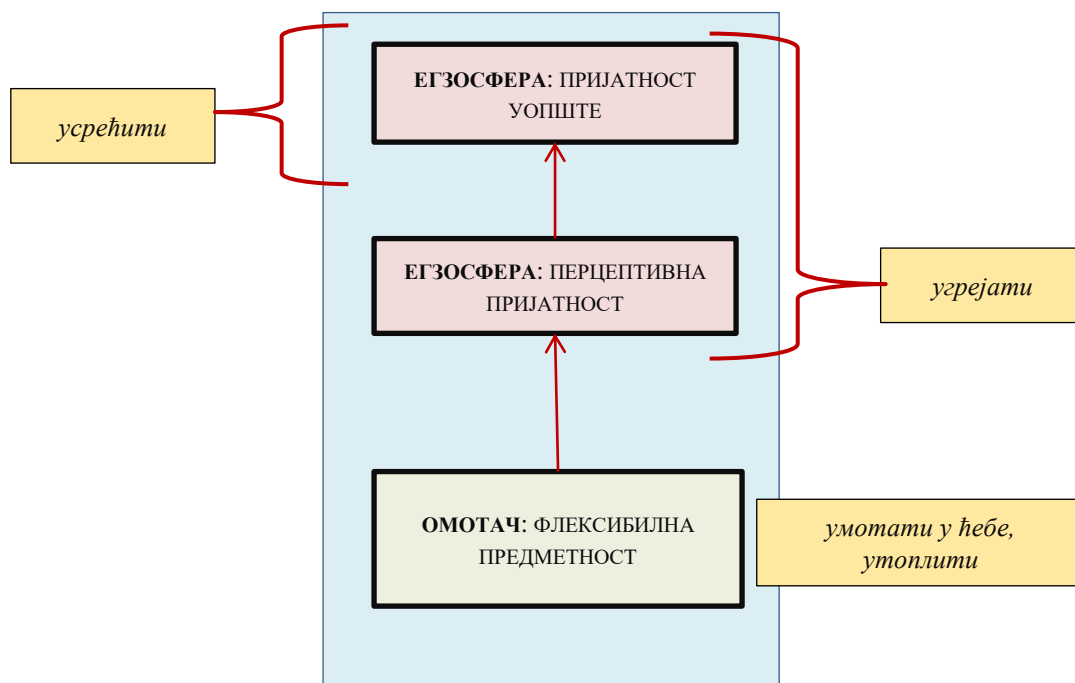 ЕГЗОСФЕРА: ПРИЈАТНОСТ
УОПШТЕ
усрећити
ЕГЗОСФЕРА: ПЕРЦЕПТИВНА
ПРИЈАТНОСТ
угрејати
ОМОТАЧ: ФЛЕКСИБИЛНА
ПРЕДМЕТНОСТ
умотати у ћебе,
утоплити